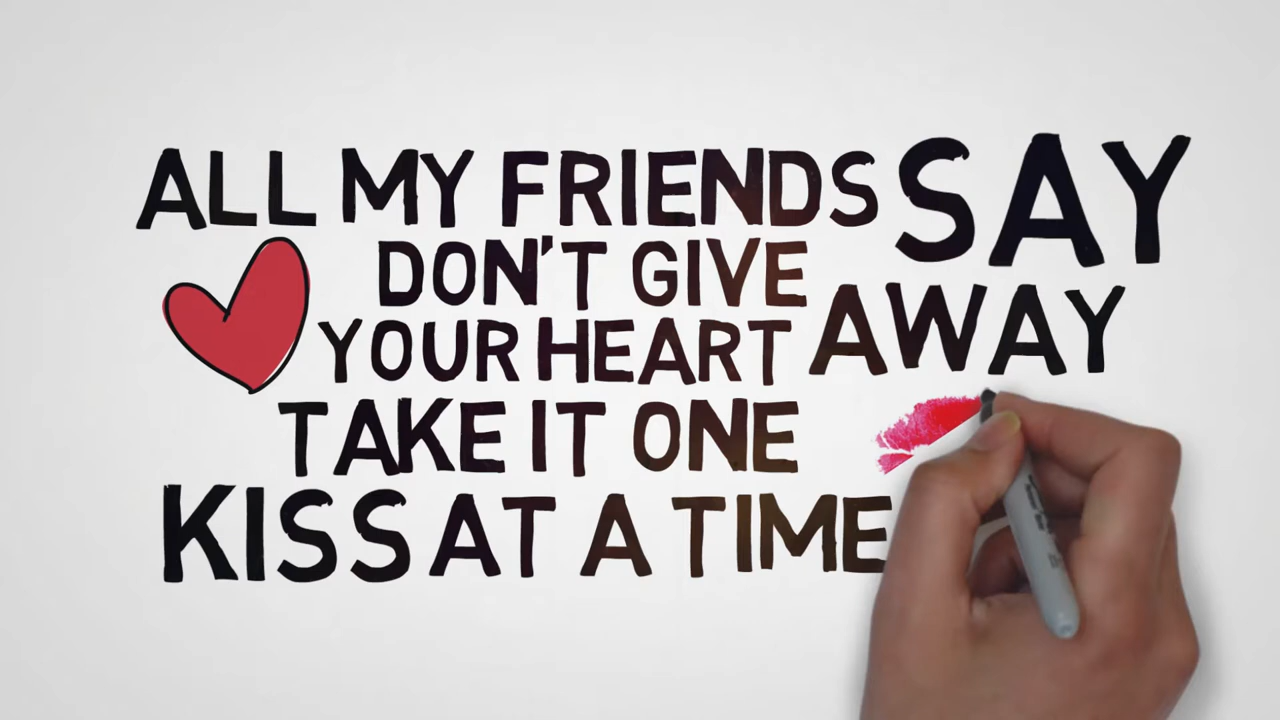 ALL MY FRIENDS SAY
DON'T GIVE
YOUR HEART AWAY
TAKE IT ONE
KISS AT A TIME